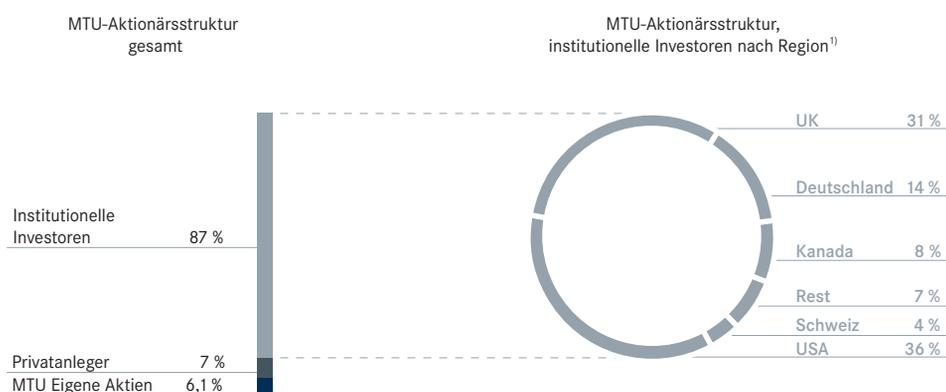 MTU-Aktionärsstruktur
gesamt
MTU-Aktionärsstruktur,
institutionelle Investoren nach Region1)
UK 31 %
Deutschland 14 %
Institutionelle
Investoren 87 %
Kanada 8 %
Rest 7 %
Schweiz 4 %
USA 36 %
Privatanleger 7 %
MTU Eigene Aktien 6,1 %